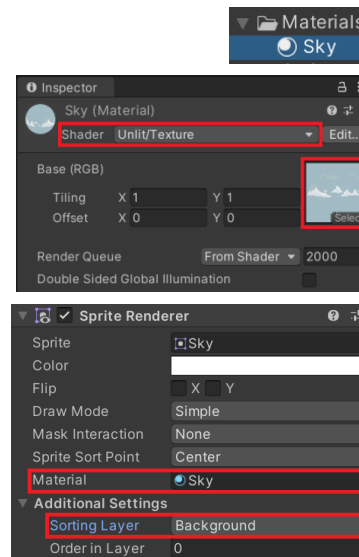 Materials
Sky
Inspector
Sky (Material)
Shader Unlit/Texture Edit...
Base (RGB)
Tiling X 1 Y 1
Offset X 0 Y 0
Select
Render Queue From Shader 2000
Double Sided Global Illumination
Sprite Renderer
Sprite Sky
Color
Flip X Y
Draw Mode Simple
Mask Interaction None
Sprite Sort Point Center
Material Sky
Additional Settings
Sorting Layer Background
Order in Layer 0